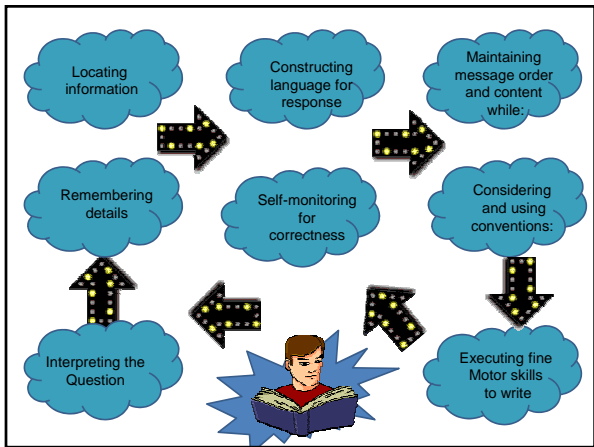 Locating
information
Constructing
language for
response
Maintaining
message order
and content
while:
Remembering
details
Self-monitoring
for
correctness
Considering
and using
conventions:
Interpreting the
Question
Executing fine
Motor skills
to write